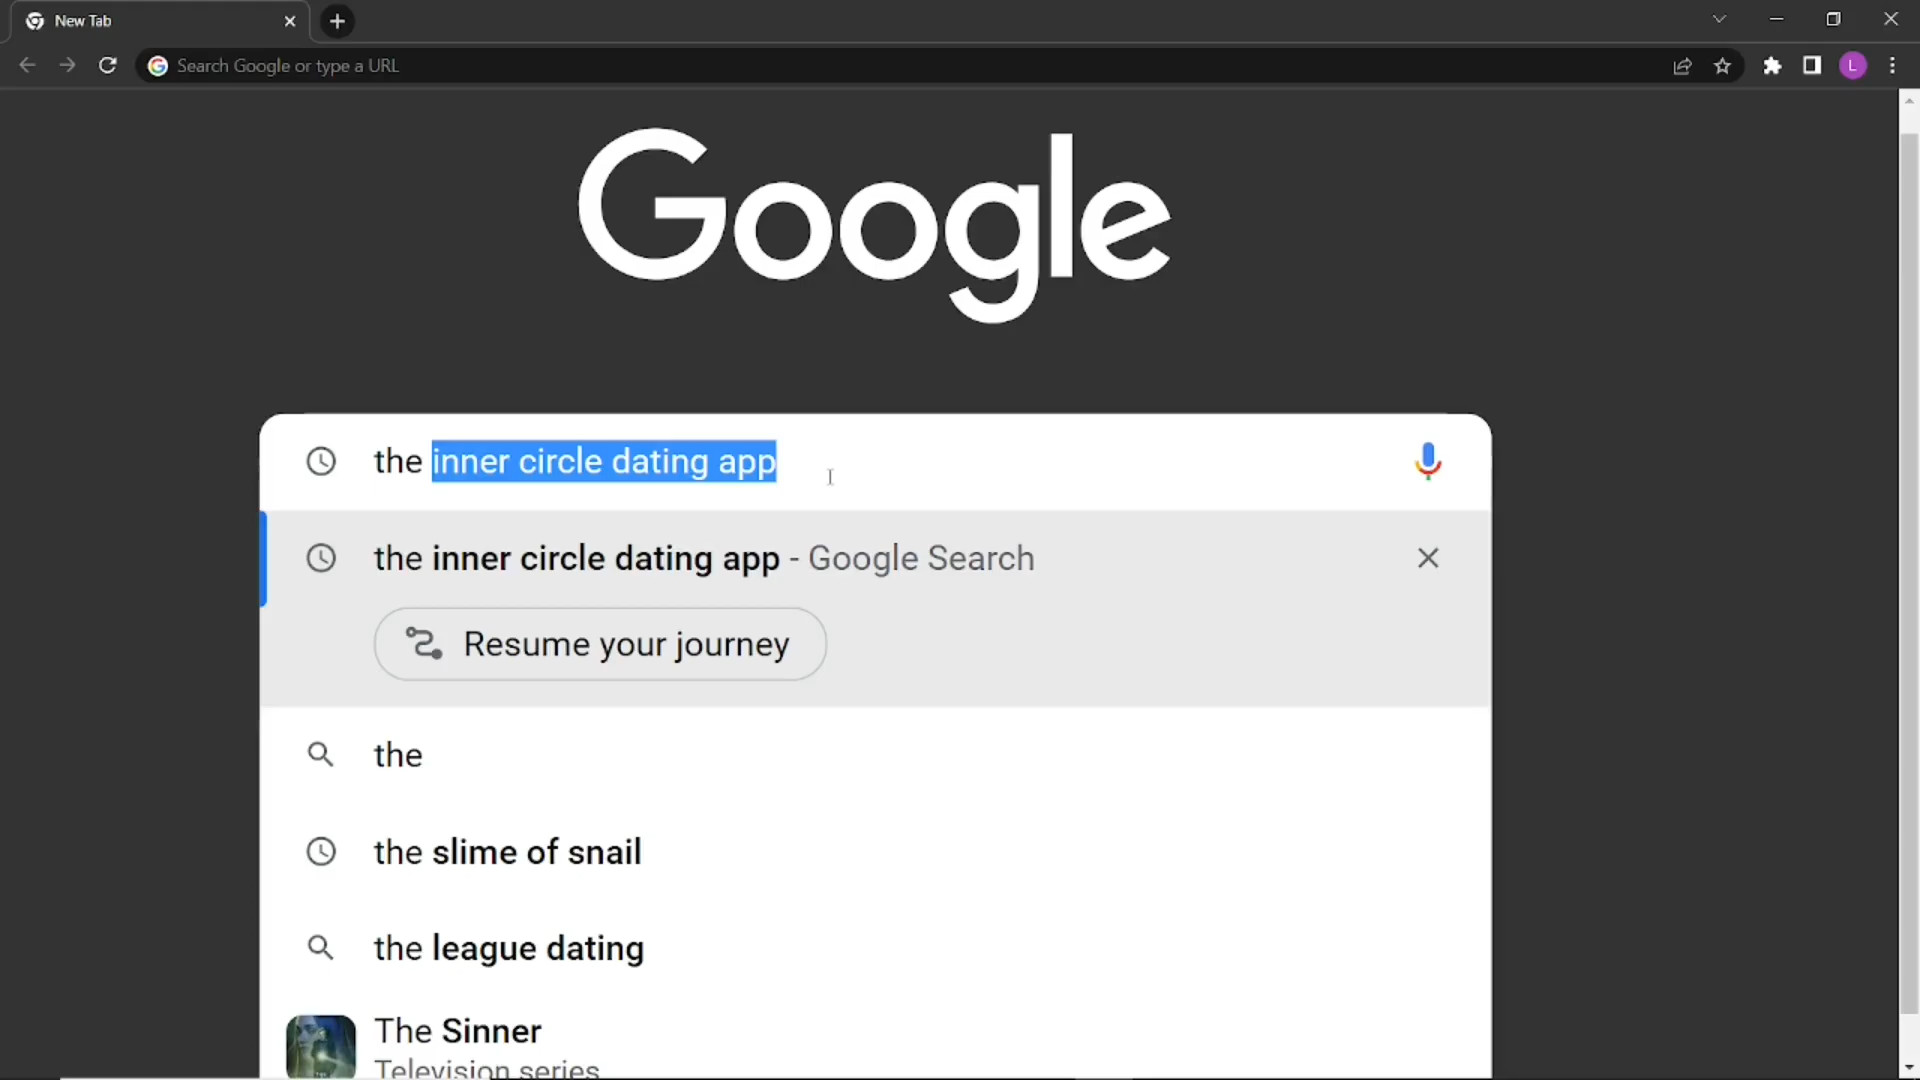 New Tab
Search Google or type a URL
L
Google
the inner circle dating app
the inner circle dating app - Google Search
Resume your journey
the
the slime of snail
the league dating
The Sinner
Television series